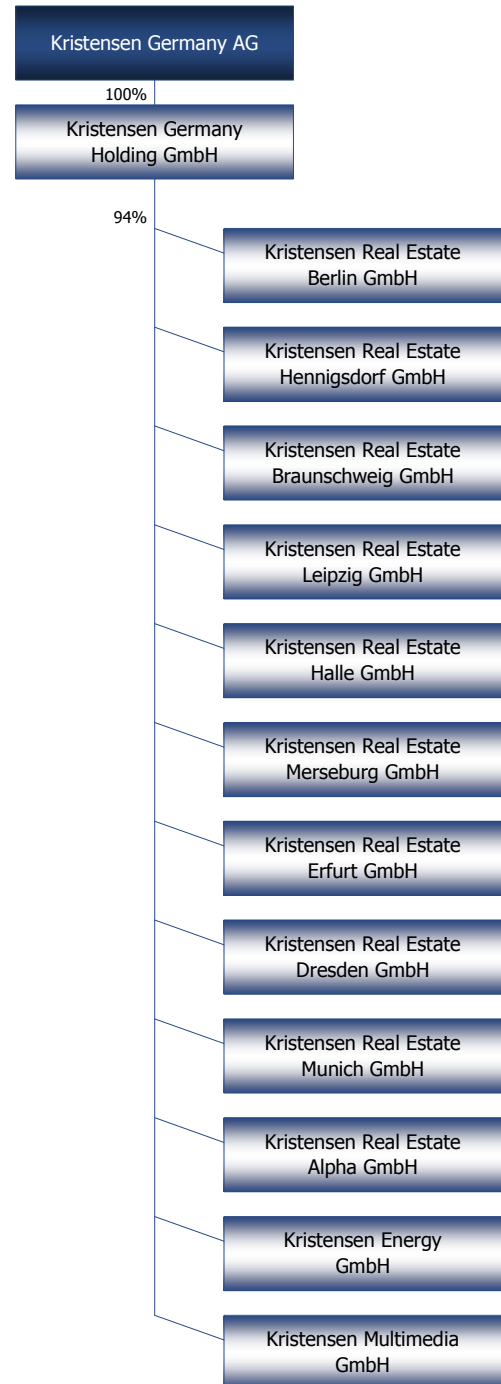 Kristensen Germany AG
100%
Kristensen Germany
Holding GmbH
94%
Kristensen Real Estate
Berlin GmbH
Kristensen Real Estate
Hennigsdorf GmbH
Kristensen Real Estate
Braunschweig GmbH
Kristensen Real Estate
Leipzig GmbH
Kristensen Real Estate
Halle GmbH
Kristensen Real Estate
Merseburg GmbH
Kristensen Real Estate
Erfurt GmbH
Kristensen Real Estate
Dresden GmbH
Kristensen Real Estate
Munich GmbH
Kristensen Real Estate
Alpha GmbH
Kristensen Energy
GmbH
Kristensen Multimedia
GmbH